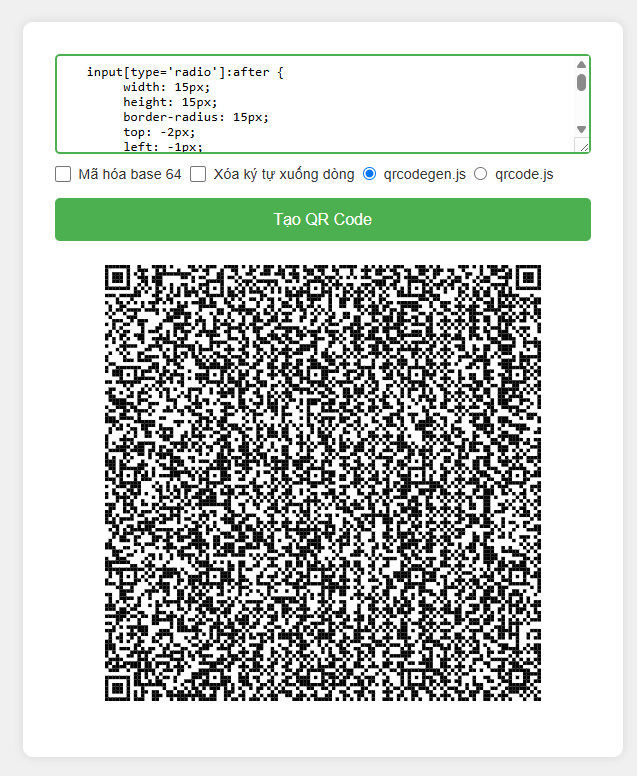 input[type='radio']:after {
width: 15px;
height: 15px;
border-radius: 15px;
top: -2px;
left: -1px;
Mã hóa base 64 Xóa ký tự xuống dòng qrcodegen.js qrcode.js
Tạo QR Code